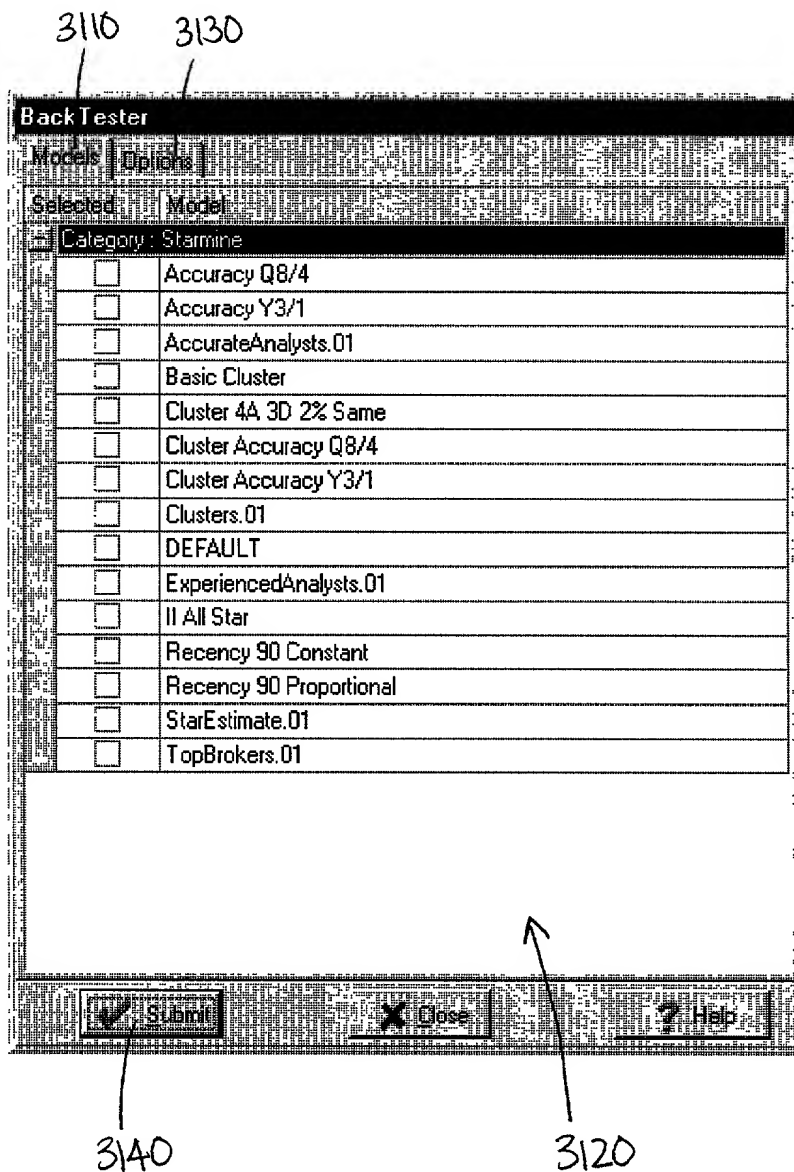 3110 3130
BackTester
Models Options
Selected Model
Category : Starmine
Accuracy Q8/4
Accuracy Y3/1
AccurateAnalysts.01
Basic Cluster
Cluster 4A 3D 2% Same
Cluster Accuracy Q8/4
Cluster Accuracy Y3/1
Clusters.01
DEFAULT
ExperiencedAnalysts.01
II All Star
Recency 90 Constant
Recency 90 Proportional
StarEstimate.01
TopBrokers.01
Submit Close ? Help
3140 3120